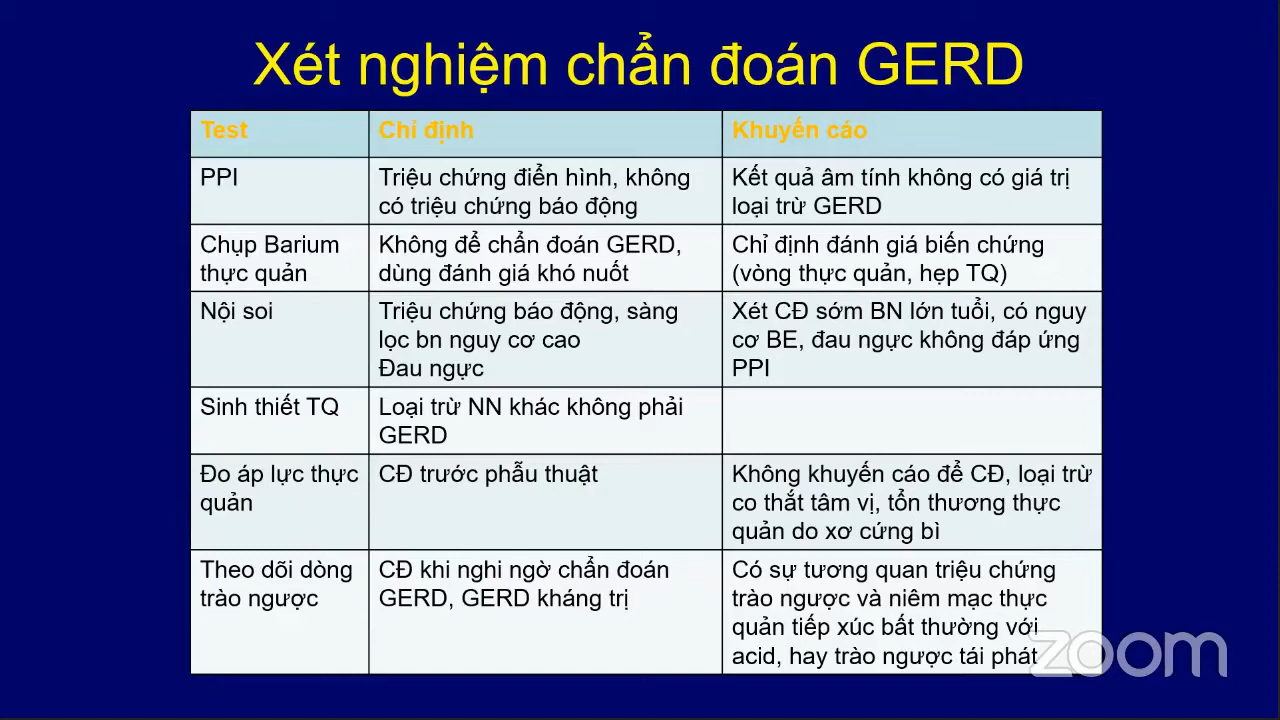 Xét nghiệm chẩn đoán GERD
Test
Chỉ định
Khuyến cáo
PPI
Triệu chứng điển hình, không
có triệu chứng báo động
Kết quả âm tính không có giá trị
loại trừ GERD
Chụp Barium
thực quản
Không để chẩn đoán GERD,
dùng đánh giá khó nuốt
Chỉ định đánh giá biến chứng
(vòng thực quản, hẹp TQ)
Nội soi
Triệu chứng báo động, sàng
lọc bn nguy cơ cao
Đau ngực
Xét CĐ sớm BN lớn tuổi, có nguy
cơ BE, đau ngực không đáp ứng
PPI
Sinh thiết TQ
Loại trừ NN khác không phải
GERD
Đo áp lực thực
quản
CĐ trước phẫu thuật
Không khuyến cáo để CĐ, loại trừ
co thắt tâm vị, tổn thương thực
quản do xơ cứng bì
Theo dõi dòng
trào ngược
CĐ khi nghi ngờ chẩn đoán
GERD, GERD kháng trị
Có sự tương quan triệu chứng
trào ngược và niêm mạc thực
quản tiếp xúc bất thường với
acid, hay trào ngược tái phát
zoom